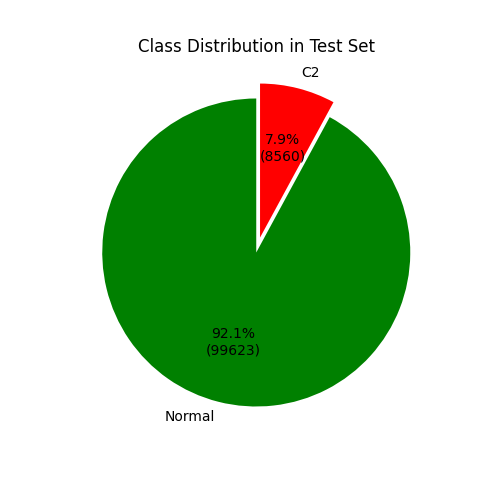 Class Distribution in Test Set
C2
7.9%
(8560)
92.1%
(99623)
Normal